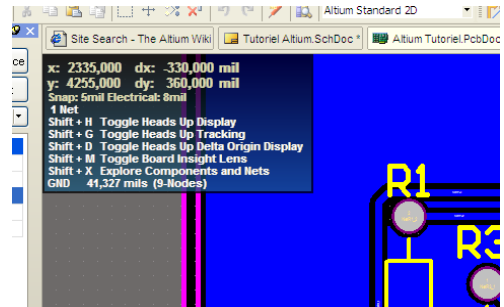 Altium Standard 2D
Site Search - The Altium Wiki
Tutoriel Altium.SchDoc *
Altium Tutoriel.PcbDoc
ce
x: 2335,000 dx: -330,000 mil
y: 4255,000 dy: 360,000 mil
Snap: 5mil Electrical: 8mil
1 Net
Shift + H Toggle Heads Up Display
Shift + G Toggle Heads Up Tracking
Shift + D Toggle Heads Up Delta Origin Display
Shift + M Toggle Board Insight Lens
Shift + X Explore Components and Nets
GND 41,327 mils (9-Nodes)
R1
R3